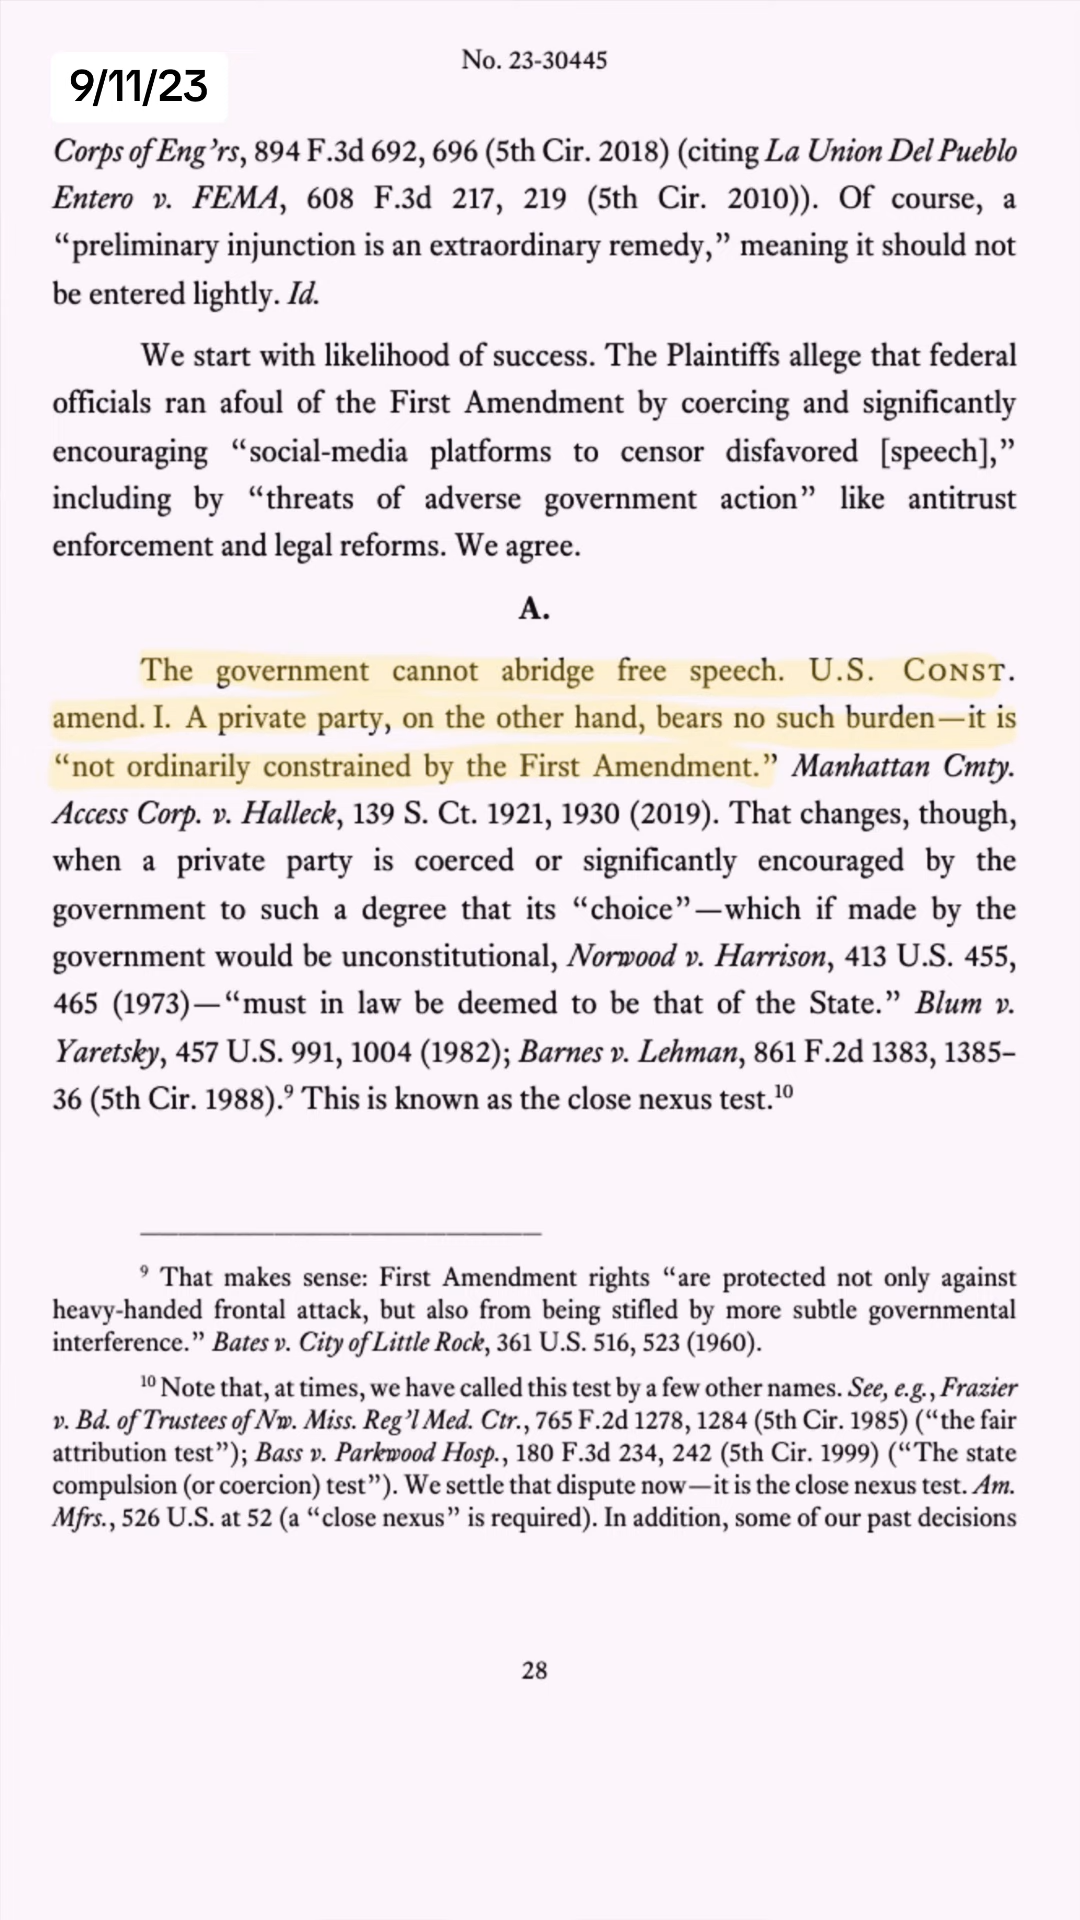 No. 23-30445
9/11/23
Corps of Eng’rs, 894 F.3d 692, 696 (5th Cir. 2018) (citing La Union Del Pueblo
Entero v. FEMA, 608 F.3d 217, 219 (5th Cir. 2010)). Of course, a
“preliminary injunction is an extraordinary remedy,” meaning it should not
be entered lightly. Id.
We start with likelihood of success. The Plaintiffs allege that federal
officials ran afoul of the First Amendment by coercing and significantly
encouraging “social-media platforms to censor disfavored [speech],”
including by “threats of adverse government action” like antitrust
enforcement and legal reforms. We agree.
A.
The government cannot abridge free speech. U.S. CONST.
amend. I. A private party, on the other hand, bears no such burden—it is
“not ordinarily constrained by the First Amendment.” Manhattan Cmty.
Access Corp. v. Halleck, 139 S. Ct. 1921, 1930 (2019). That changes, though,
when a private party is coerced or significantly encouraged by the
government to such a degree that its “choice”—which if made by the
government would be unconstitutional, Norwood v. Harrison, 413 U.S. 455,
465 (1973)—“must in law be deemed to be that of the State.” Blum v.
Yaretsky, 457 U.S. 991, 1004 (1982); Barnes v. Lehman, 861 F.2d 1383, 1385–
36 (5th Cir. 1988).⁹ This is known as the close nexus test.¹⁰
⁹ That makes sense: First Amendment rights “are protected not only against
heavy-handed frontal attack, but also from being stifled by more subtle governmental
interference.” Bates v. City of Little Rock, 361 U.S. 516, 523 (1960).
¹⁰ Note that, at times, we have called this test by a few other names. See, e.g., Frazier
v. Bd. of Trustees of Nw. Miss. Reg’l Med. Ctr., 765 F.2d 1278, 1284 (5th Cir. 1985) (“the fair
attribution test”); Bass v. Parkwood Hosp., 180 F.3d 234, 242 (5th Cir. 1999) (“The state
compulsion (or coercion) test”). We settle that dispute now—it is the close nexus test. Am.
Mfrs., 526 U.S. at 52 (a “close nexus” is required). In addition, some of our past decisions
28